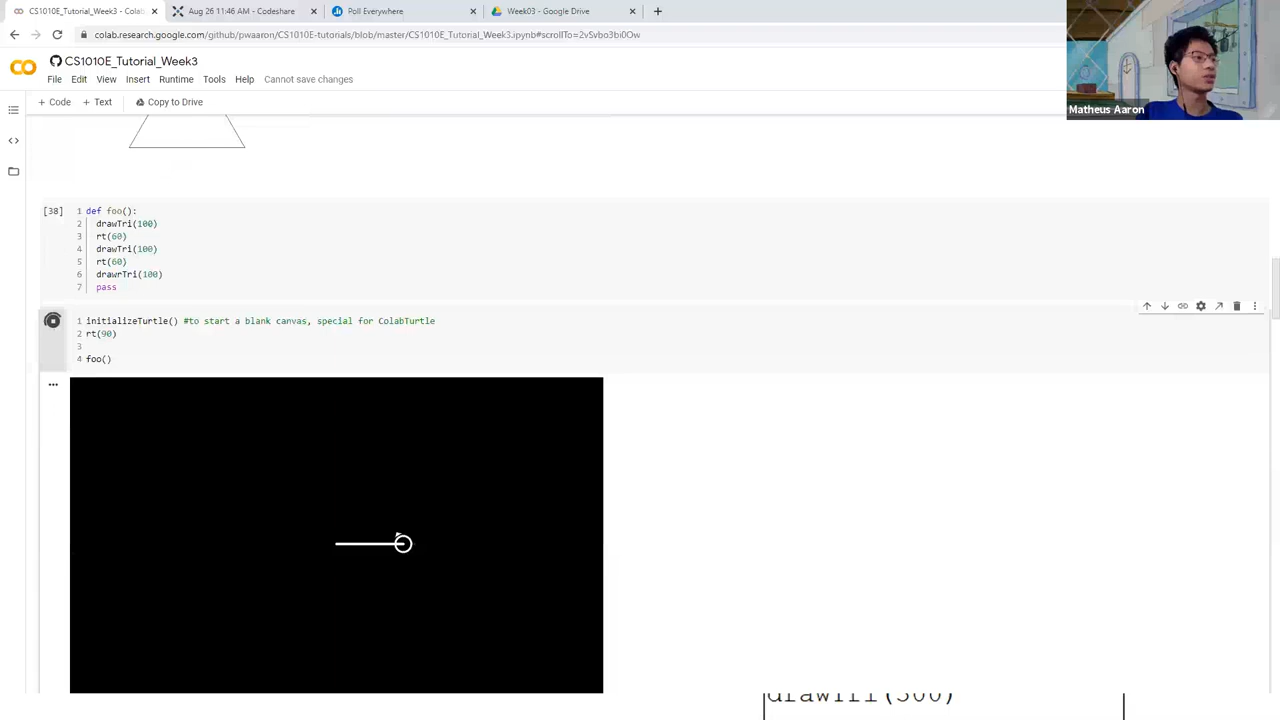 CS1010E_Tutorial_Week3 - Colab
Aug 26 11:46 AM - Codeshare
Poll Everywhere
Week03 - Google Drive
colab.research.google.com/github/pwaaron/CS1010E-tutorials/blob/master/CS1010E_Tutorial_Week3.ipynb#scrollTo=2vSvbo3bi0Ow
CS1010E_Tutorial_Week3
File Edit View Insert Runtime Tools Help Cannot save changes
+ Code + Text Copy to Drive
Matheus Aaron
[38] 1 def foo():
2 drawTri(100)
3 rt(60)
4 drawTri(100)
5 rt(60)
6 drawrTri(100)
7 pass
1 initializeTurtle() #to start a blank canvas, special for ColabTurtle
2 rt(90)
3
4 foo()
drawTri(300)